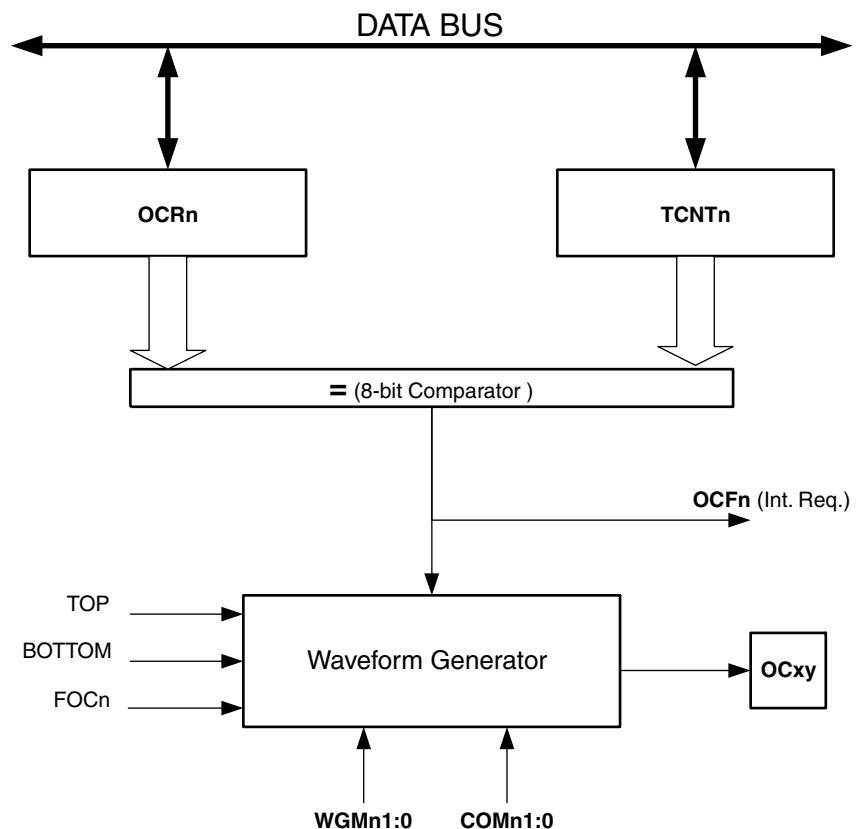 DATA BUS
OCRn
TCNTn
= (8-bit Comparator )
OCFn (Int. Req.)
TOP
BOTTOM
FOCn
Waveform Generator
OCxy
WGMn1:0
COMn1:0